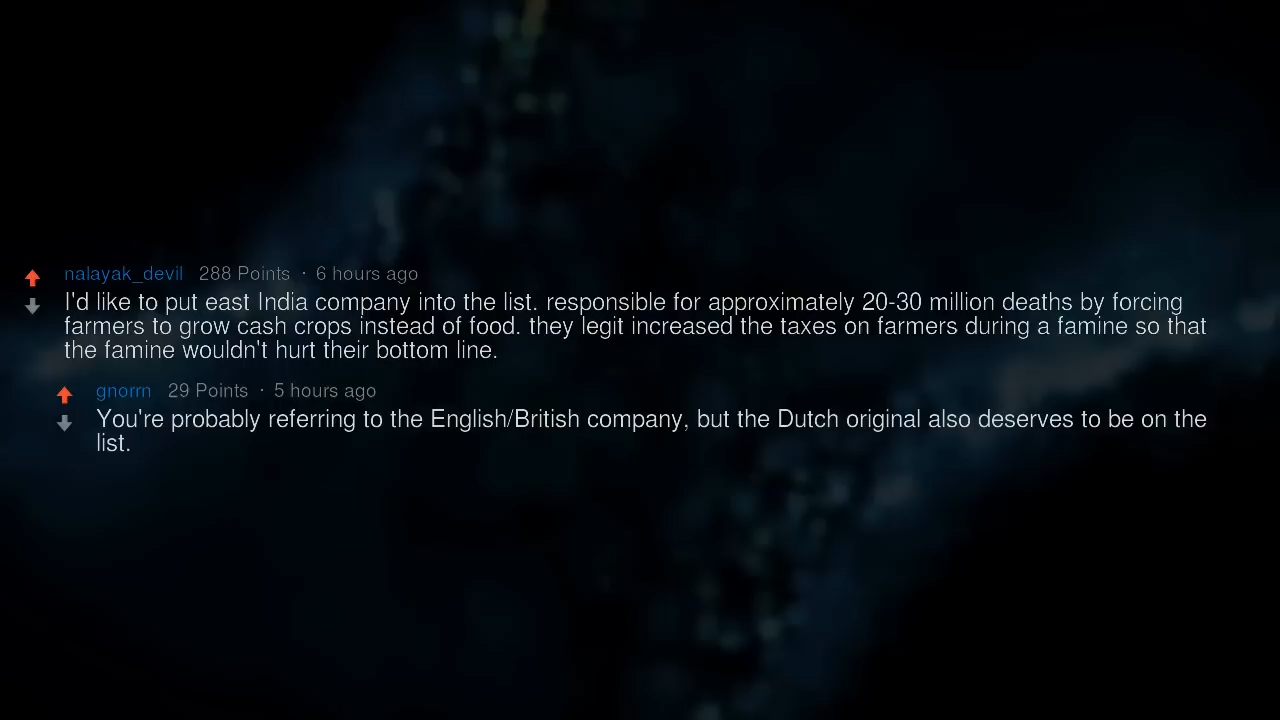 nalayak_devil 288 Points · 6 hours ago
I'd like to put east India company into the list. responsible for approximately 20-30 million deaths by forcing
farmers to grow cash crops instead of food. they legit increased the taxes on farmers during a famine so that
the famine wouldn't hurt their bottom line.
gnorrn 29 Points · 5 hours ago
You're probably referring to the English/British company, but the Dutch original also deserves to be on the
list.